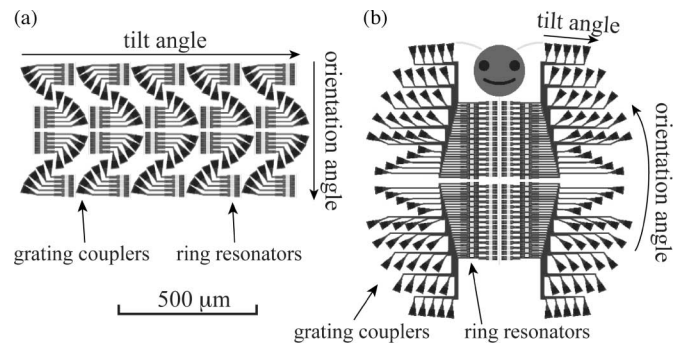 (a)
tilt angle
orientation angle
grating couplers
ring resonators
500 μm
(b)
tilt angle
orientation angle
grating couplers
ring resonators